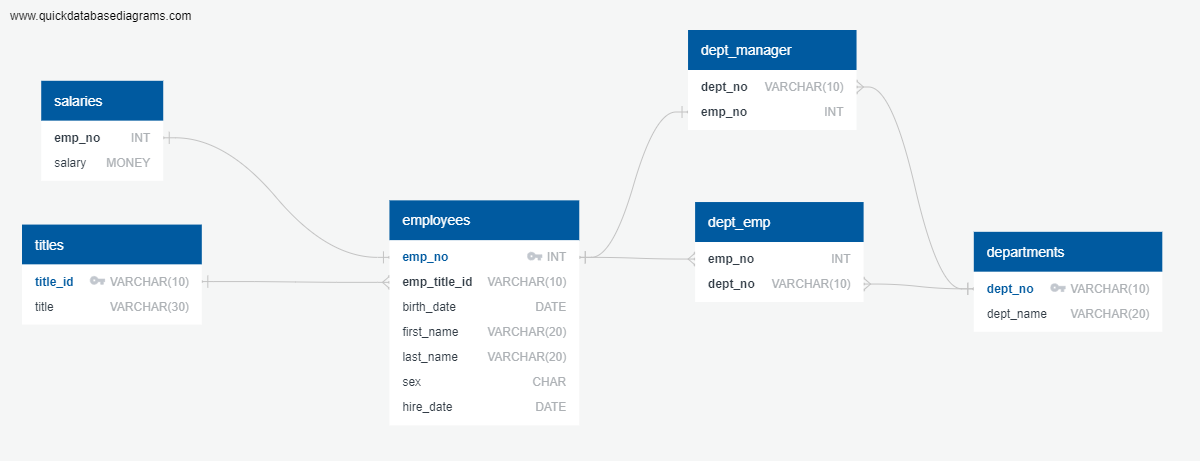 www.quickdatabasediagrams.com
salaries
emp_no INT
salary MONEY
titles
title_id VARCHAR(10)
title VARCHAR(30)
employees
emp_no INT
emp_title_id VARCHAR(10)
birth_date DATE
first_name VARCHAR(20)
last_name VARCHAR(20)
sex CHAR
hire_date DATE
dept_manager
dept_no VARCHAR(10)
emp_no INT
dept_emp
emp_no INT
dept_no VARCHAR(10)
departments
dept_no VARCHAR(10)
dept_name VARCHAR(20)